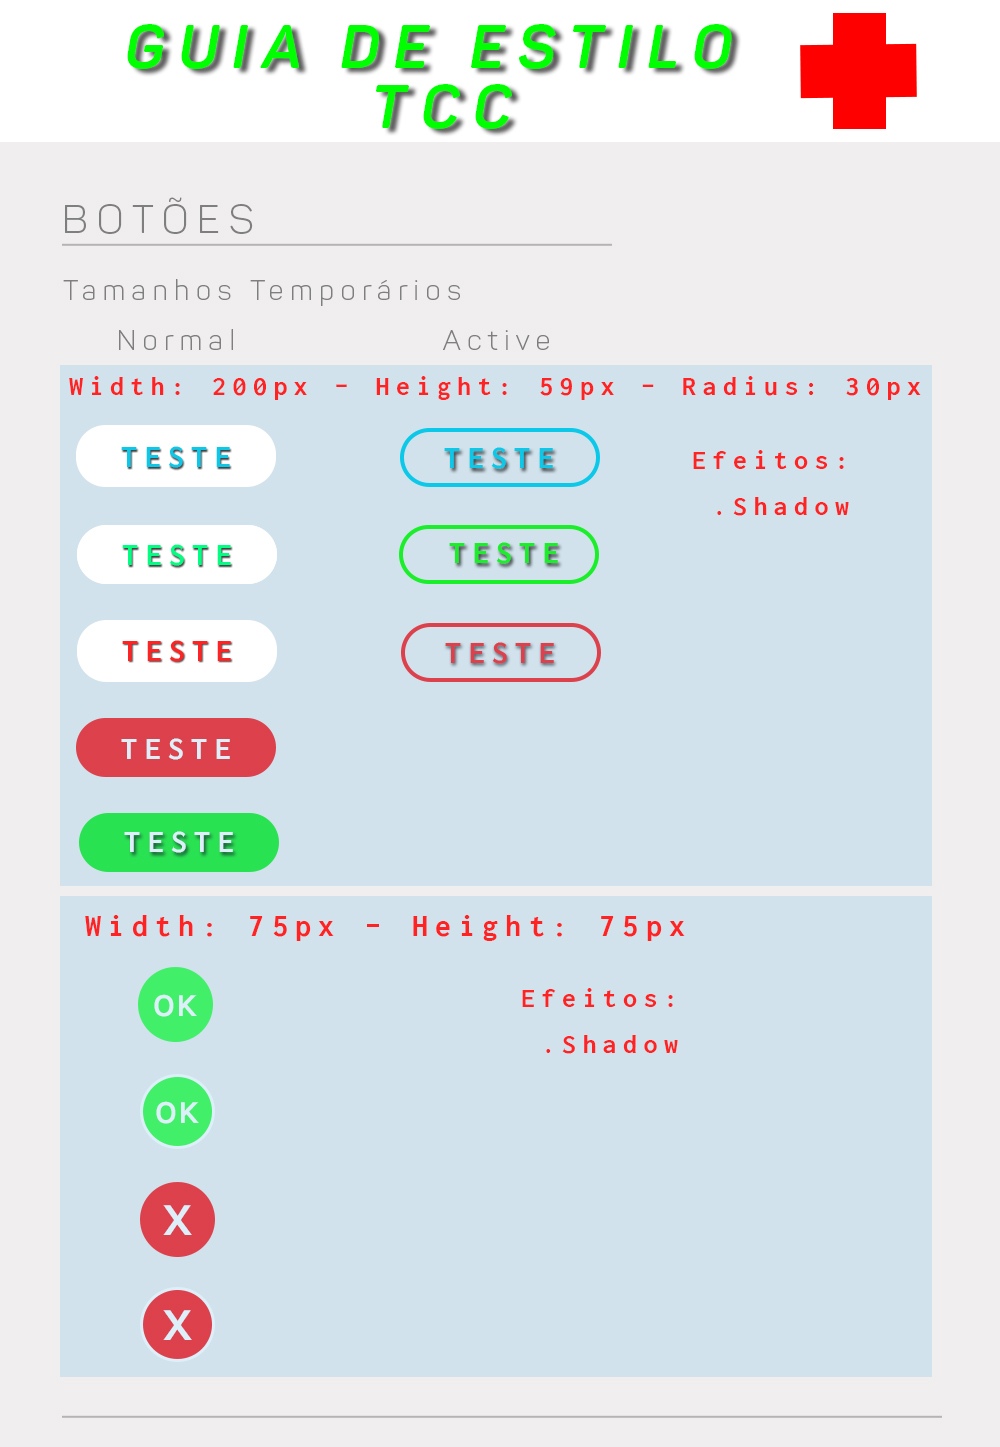 GUIA DE ESTILO
TCC
BOTÕES
Tamanhos Temporários
Normal Active
Width: 200px - Height: 59px - Radius: 30px
TESTE TESTE Efeitos:
.Shadow
TESTE TESTE
TESTE TESTE
TESTE
TESTE
Width: 75px - Height: 75px
OK Efeitos:
.Shadow
OK
X
X